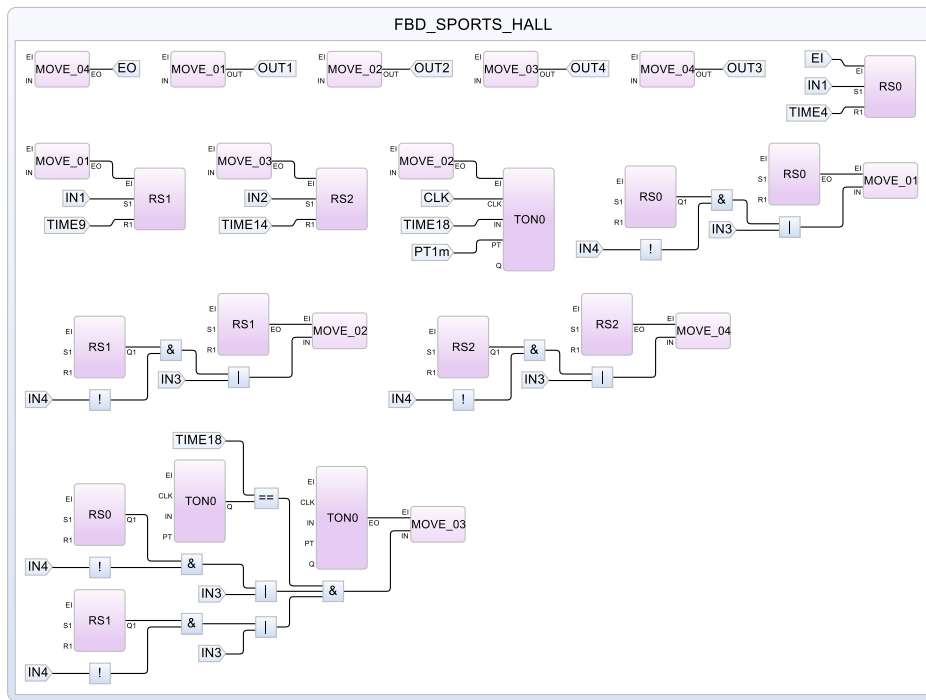 FBD_SPORTS_HALL
EI IN MOVE_04 EO EO
EI IN MOVE_01 OUT OUT1
EI IN MOVE_02 OUT OUT2
EI IN MOVE_03 OUT OUT4
EI IN MOVE_04 OUT OUT3
EI EI
IN1 S1 RS0
TIME4 R1
EI IN MOVE_01 EO
EI
IN1 S1 RS1
TIME9 R1
EI IN MOVE_03 EO
EI
IN2 S1 RS2
TIME14 R1
EI IN MOVE_02 EO
EI
CLK CLK
TIME18 IN TON0
PT1m PT
Q
EI
S1 RS0 Q1
R1
&
EI
S1 RS0 EO
R1
EI IN MOVE_01
IN3 |
IN4 !
EI
S1 RS1 Q1
R1
&
EI
S1 RS1 EO
R1
EI IN MOVE_02
IN3 |
IN4 !
EI
S1 RS2 Q1
R1
&
EI
S1 RS2 EO
R1
EI IN MOVE_04
IN3 |
IN4 !
TIME18
EI
CLK TON0
IN Q
PT
==
EI
CLK
IN TON0 EO
PT
Q
EI IN MOVE_03
EI
S1 RS0 Q1
R1
IN4 ! &
IN3 | &
EI
S1 RS1 Q1
R1
& |
IN3
IN4 !